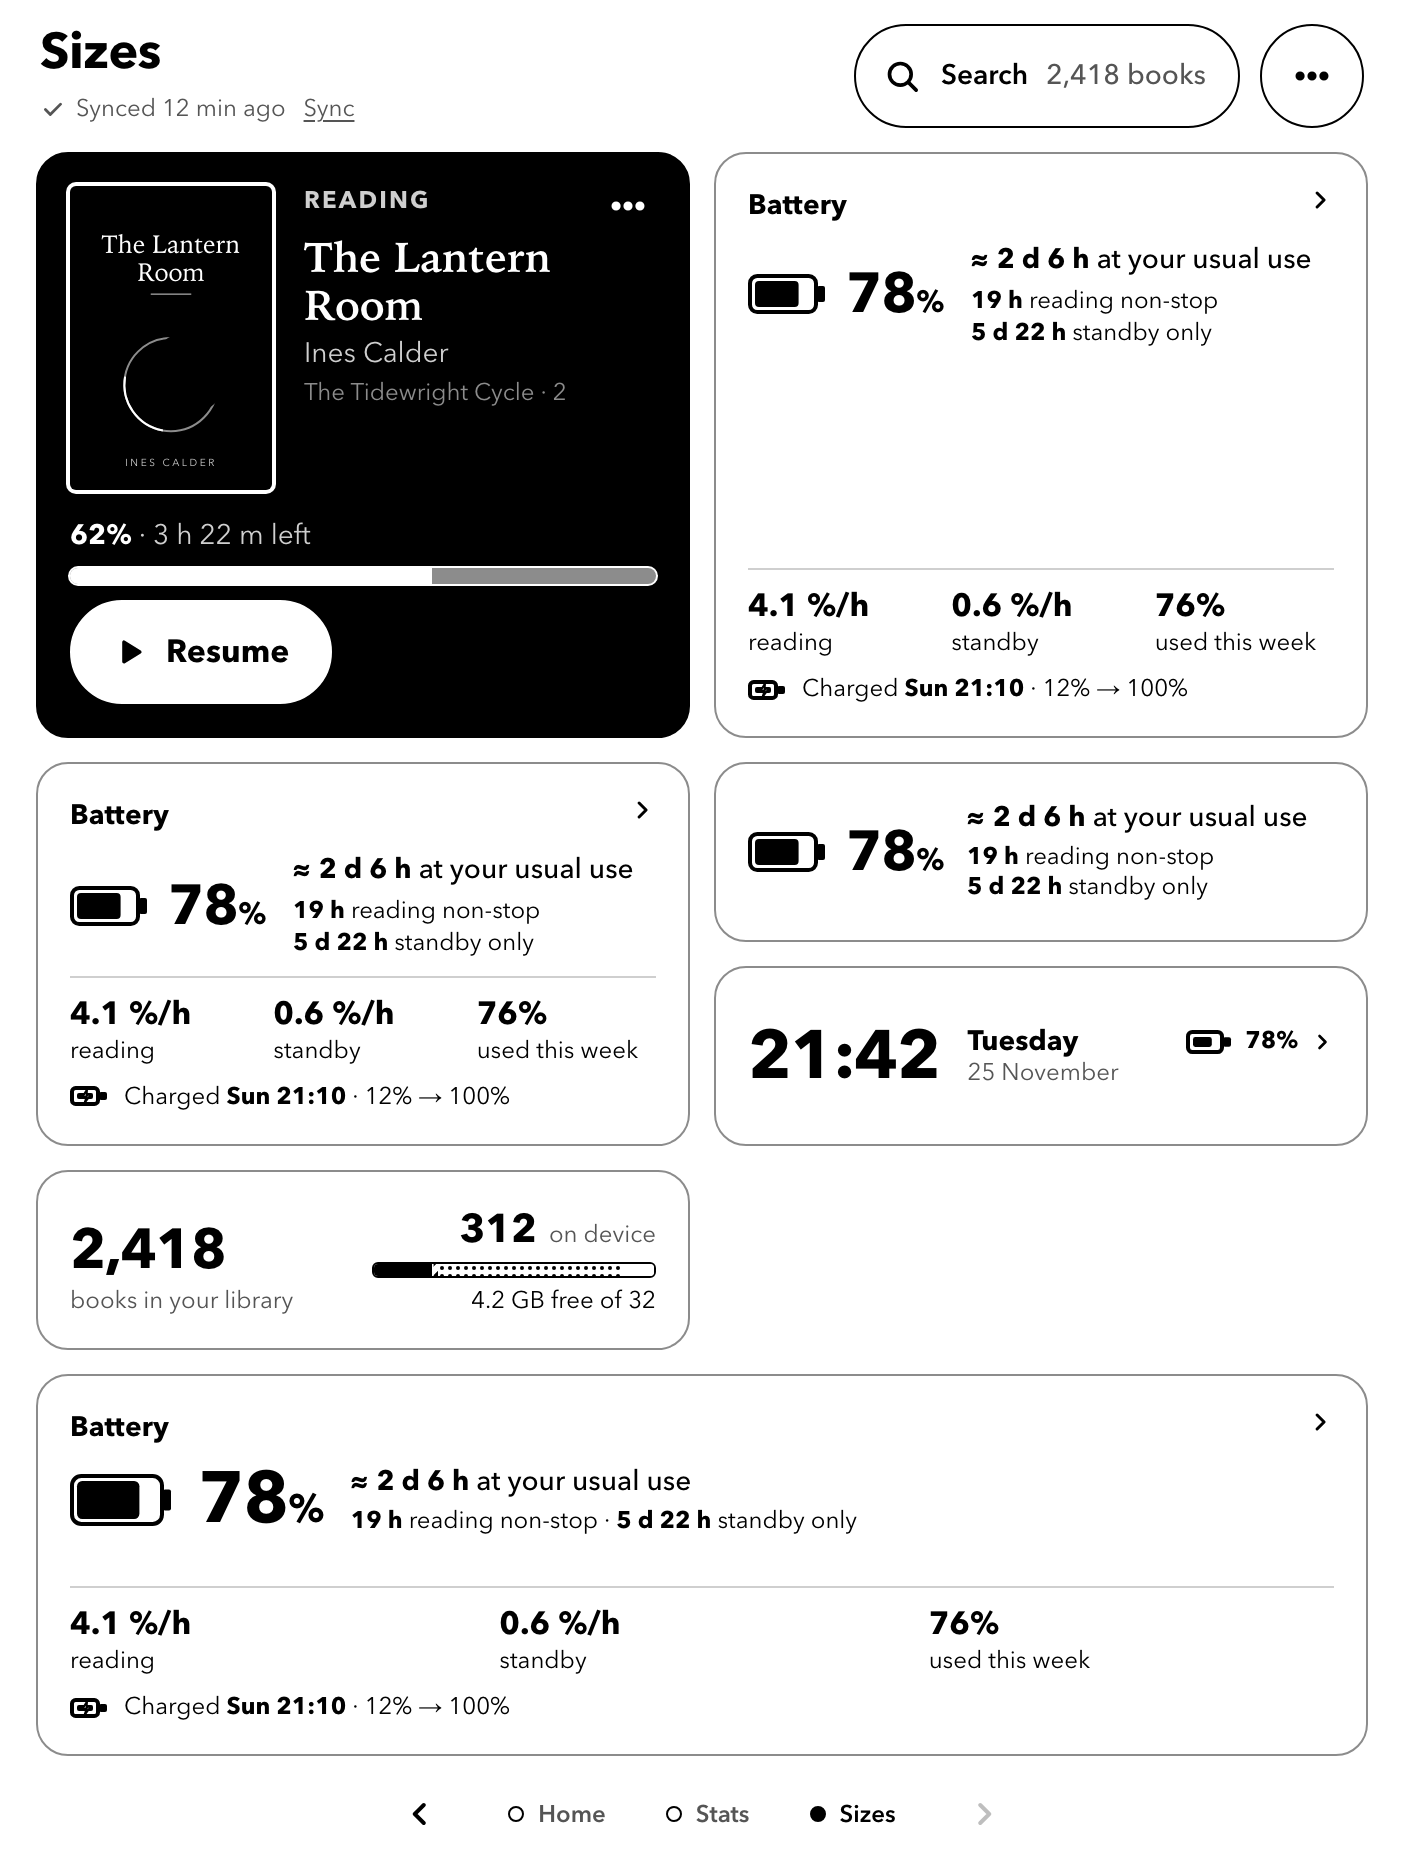 Sizes
Synced 12 min ago Sync
Search 2,418 books
The Lantern
Room
INES CALDER
READING
The Lantern
Room
Ines Calder
The Tidewright Cycle · 2
62% · 3 h 22 m left
Resume
Battery
78%
≈ 2 d 6 h at your usual use
19 h reading non-stop
5 d 22 h standby only
4.1 %/h 0.6 %/h 76%
reading standby used this week
Charged Sun 21:10 · 12% → 100%
Battery
78%
≈ 2 d 6 h at your usual use
19 h reading non-stop
5 d 22 h standby only
4.1 %/h 0.6 %/h 76%
reading standby used this week
Charged Sun 21:10 · 12% → 100%
78%
≈ 2 d 6 h at your usual use
19 h reading non-stop
5 d 22 h standby only
21:42
Tuesday
25 November
78%
2,418
books in your library
312 on device
4.2 GB free of 32
Battery
78%
≈ 2 d 6 h at your usual use
19 h reading non-stop · 5 d 22 h standby only
4.1 %/h 0.6 %/h 76%
reading standby used this week
Charged Sun 21:10 · 12% → 100%
Home Stats Sizes